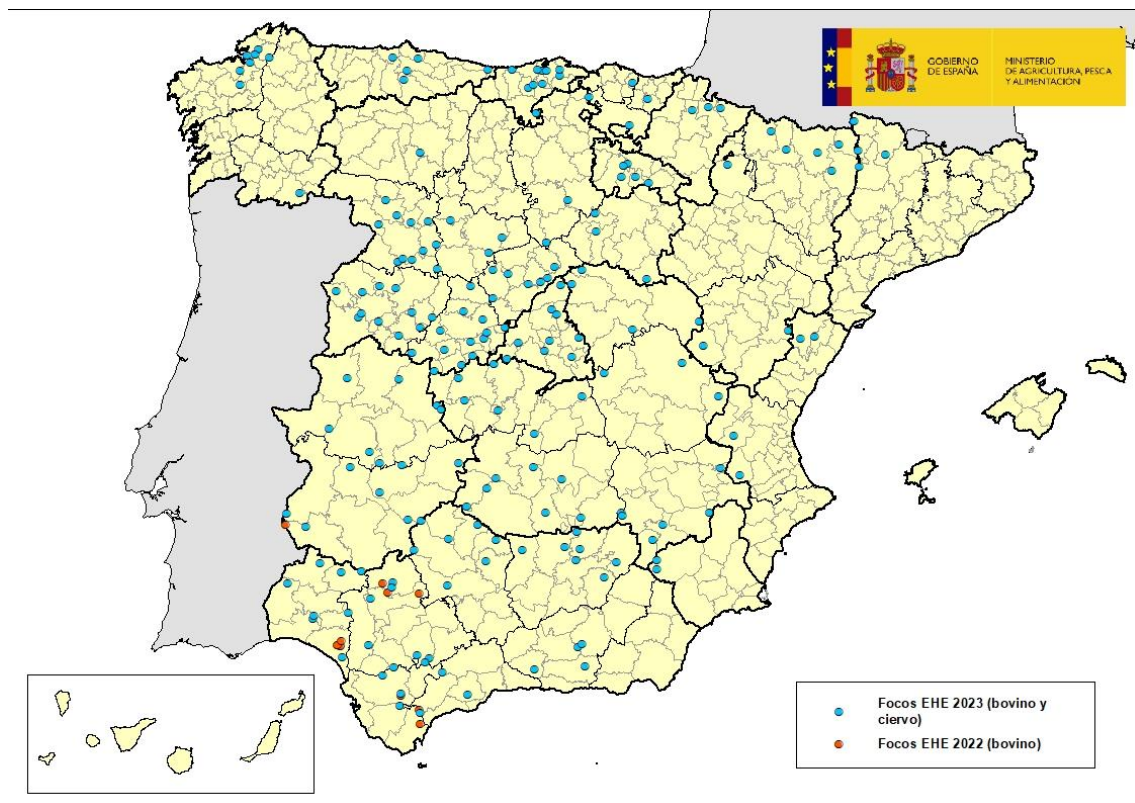 GOBIERNO
DE ESPAÑA
MINISTERIO
DE AGRICULTURA, PESCA
Y ALIMENTACIÓN
Focos EHE 2023 (bovino y
ciervo)
Focos EHE 2022 (bovino)